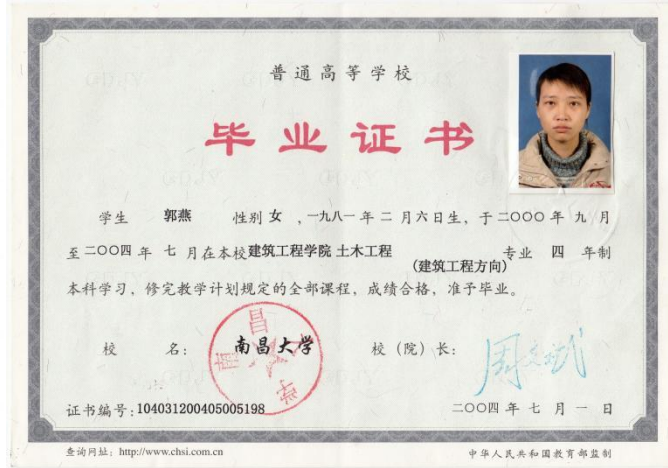 普通高等学校
毕业证书
学生 郭燕 性别 女 ，一九八一 年 二 月六日生，于二〇〇〇 年 九 月
至二〇〇四 年 七 月在本校建筑工程学院 土木工程 专业 四 年制
(建筑工程方向)
本科学习，修完教学计划规定的全部课程，成绩合格，准予毕业。
校 名： 南昌大学 校（院）长：
证书编号：104031200405005198 二〇〇四 年 七 月 一 日
查询网址：http://www.chsi.com.cn 中华人民共和国教育部监制